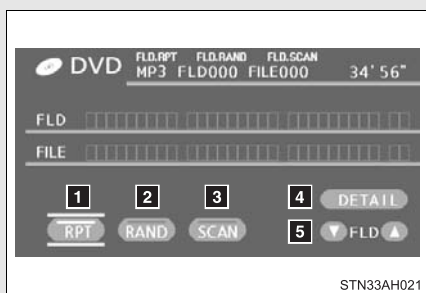 FLD.RPT FLD.RAND FLD.SCAN
DVD MP3 FLD000 FILE000 34'56"
FLD
FILE
1 2 3 4 DETAIL
RPT RAND SCAN 5 FLD
STN33AH021